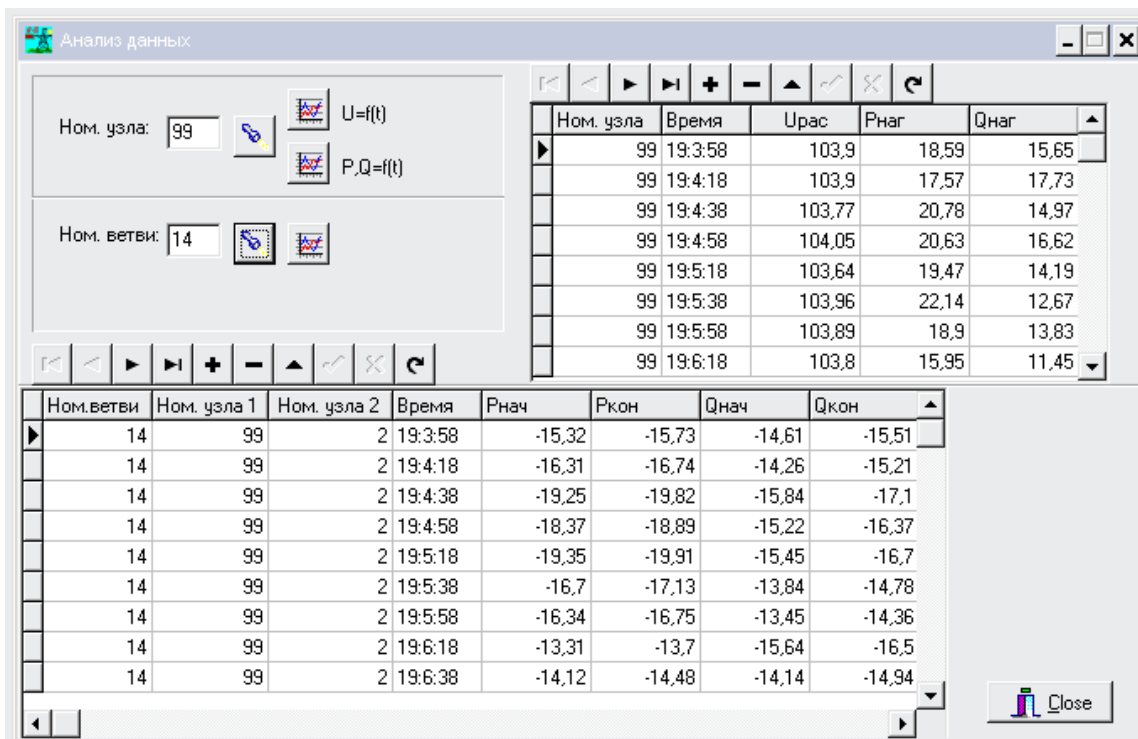 Анализ данных
Ном. узла: 99
U=f(t)
P,Q=f(t)
Ном. ветви: 14
Ном. узла Время Uрас Pнаг Qнаг
99 19:3:58 103,9 18,59 15,65
99 19:4:18 103,9 17,57 17,73
99 19:4:38 103,77 20,78 14,97
99 19:4:58 104,05 20,63 16,62
99 19:5:18 103,64 19,47 14,19
99 19:5:38 103,96 22,14 12,67
99 19:5:58 103,89 18,9 13,83
99 19:6:18 103,8 15,95 11,45
Ном.ветви Ном. узла 1 Ном. узла 2 Время Pнач Pкон Qнач Qкон
14 99 2 19:3:58 -15,32 -15,73 -14,61 -15,51
14 99 2 19:4:18 -16,31 -16,74 -14,26 -15,21
14 99 2 19:4:38 -19,25 -19,82 -15,84 -17,1
14 99 2 19:4:58 -18,37 -18,89 -15,22 -16,37
14 99 2 19:5:18 -19,35 -19,91 -15,45 -16,7
14 99 2 19:5:38 -16,7 -17,13 -13,84 -14,78
14 99 2 19:5:58 -16,34 -16,75 -13,45 -14,36
14 99 2 19:6:18 -13,31 -13,7 -15,64 -16,5
14 99 2 19:6:38 -14,12 -14,48 -14,14 -14,94
Close